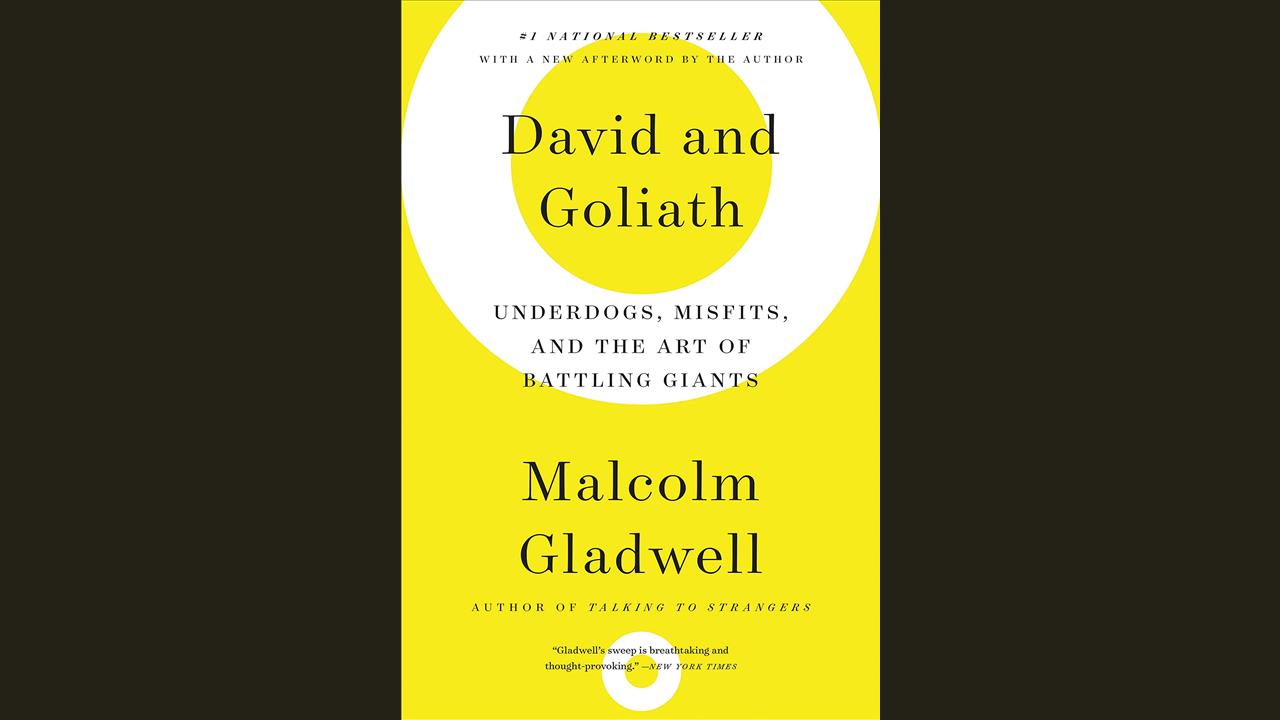 #1 NATIONAL BESTSELLER
WITH A NEW AFTERWORD BY THE AUTHOR
David and
Goliath
UNDERDOGS, MISFITS,
AND THE ART OF
BATTLING GIANTS
Malcolm
Gladwell
AUTHOR OF TALKING TO STRANGERS
“Gladwell’s sweep is breathtaking and
thought-provoking.” —NEW YORK TIMES